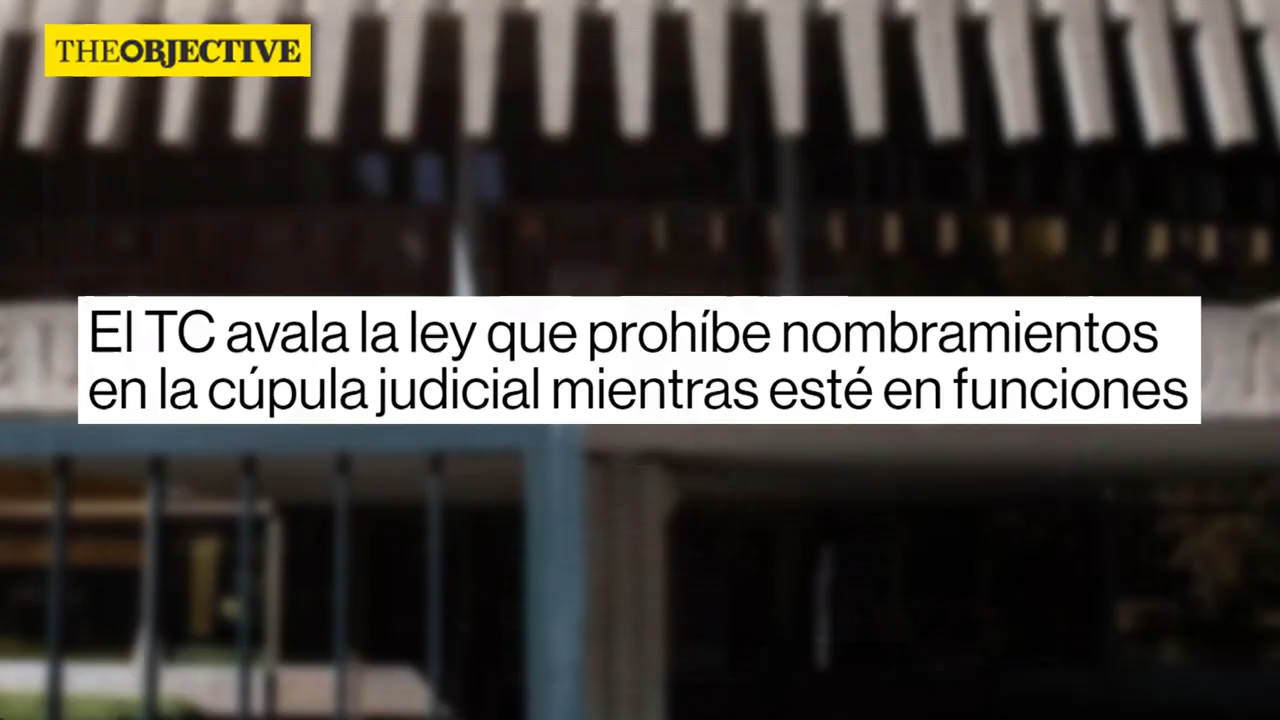 THEOBJECTIVE
El TC avala la ley que prohíbe nombramientos
en la cúpula judicial mientras esté en funciones